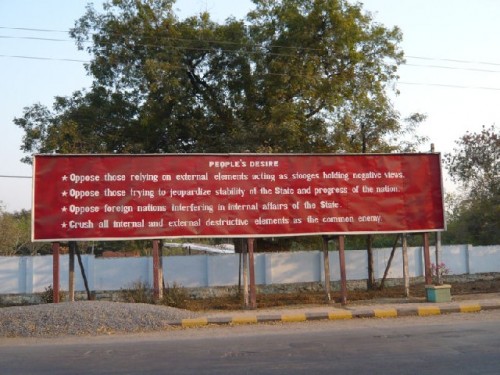 PEOPLE'S DESIRE
★ Oppose those relying on external elements acting as stooges holding negative views.
★ Oppose those trying to jeopardize stability of the State and progress of the nation.
★ Oppose foreign nations interfering in internal affairs of the State.
★ Crush all internal and external destructive elements as the common enemy.